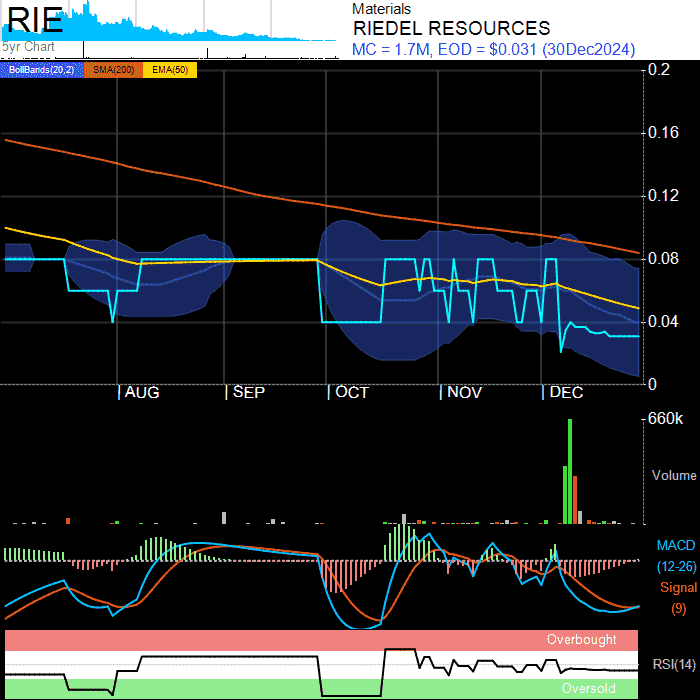 RIE
5yr Chart
Materials
RIEDEL RESOURCES
MC = 1.7M, EOD = $0.031 (30Dec2024)
BollBands(20,2) SMA(200) EMA(50)
0.2
0.16
0.12
0.08
0.04
0
AUG SEP OCT NOV DEC
660k
Volume
MACD
(12-26)
Signal
(9)
Overbought
RSI(14)
Oversold